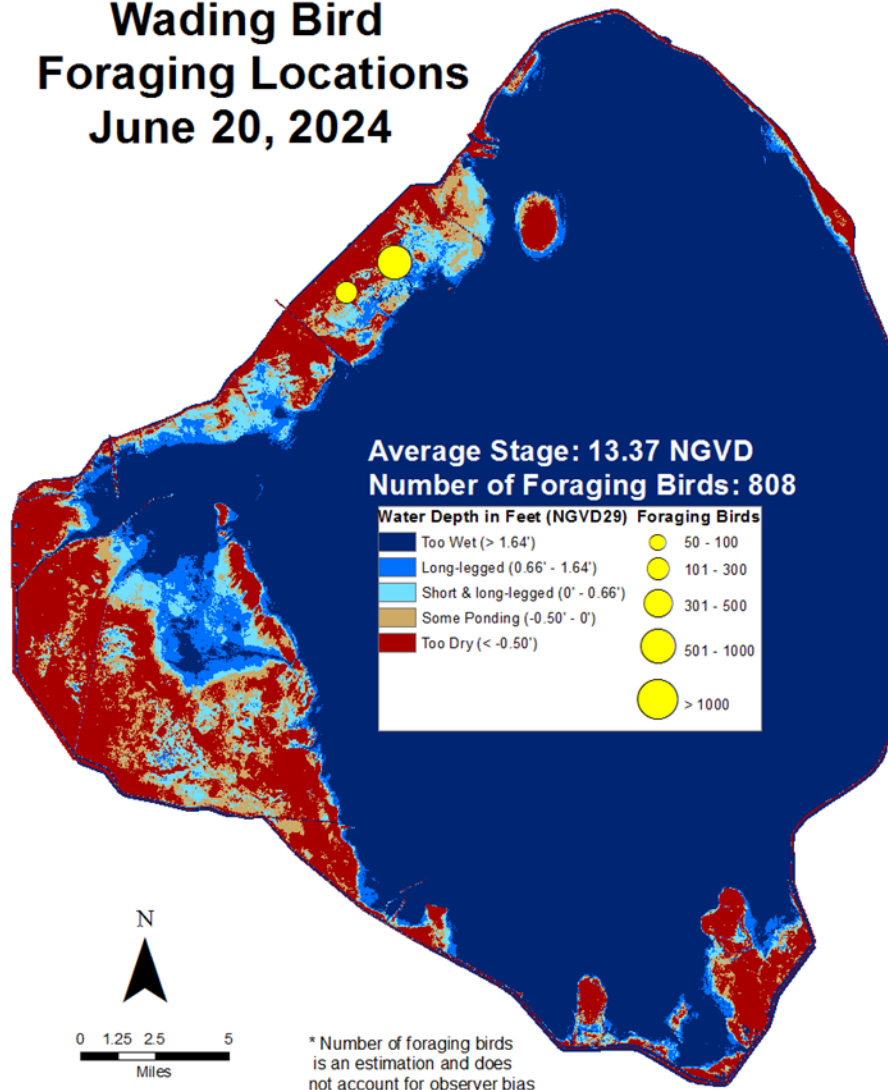 Wading Bird
Foraging Locations
June 20, 2024
Average Stage: 13.37 NGVD
Number of Foraging Birds: 808
Water Depth in Feet (NGVD29) Foraging Birds
Too Wet (> 1.64') 50 - 100
Long-legged (0.66' - 1.64') 101 - 300
Short & long-legged (0' - 0.66') 301 - 500
Some Ponding (-0.50' - 0') 501 - 1000
Too Dry (< -0.50') > 1000
N
0 1.25 2.5 5
Miles
* Number of foraging birds
is an estimation and does
not account for observer bias